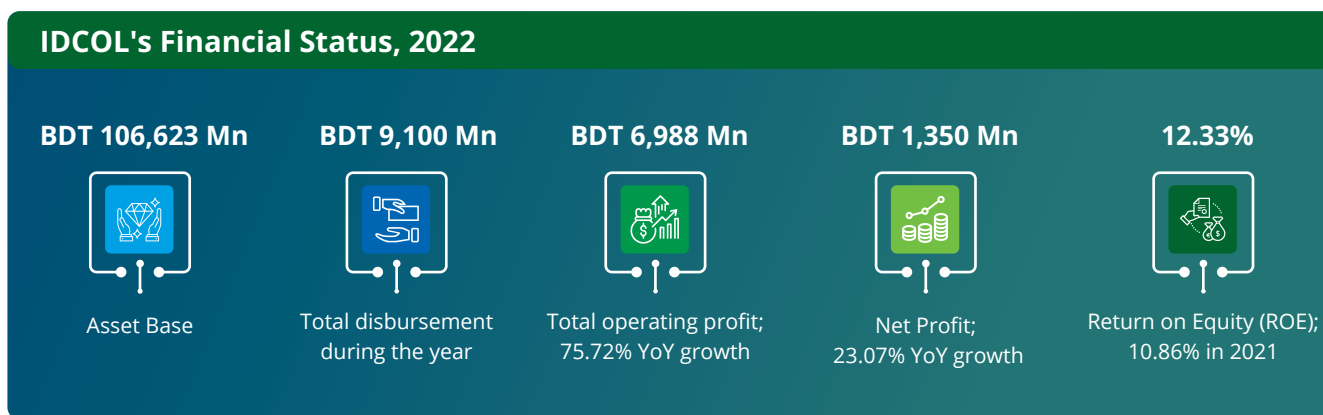 IDCOL's Financial Status, 2022
BDT 106,623 Mn
Asset Base
BDT 9,100 Mn
Total disbursement
during the year
BDT 6,988 Mn
Total operating profit;
75.72% YoY growth
BDT 1,350 Mn
Net Profit;
23.07% YoY growth
12.33%
Return on Equity (ROE);
10.86% in 2021